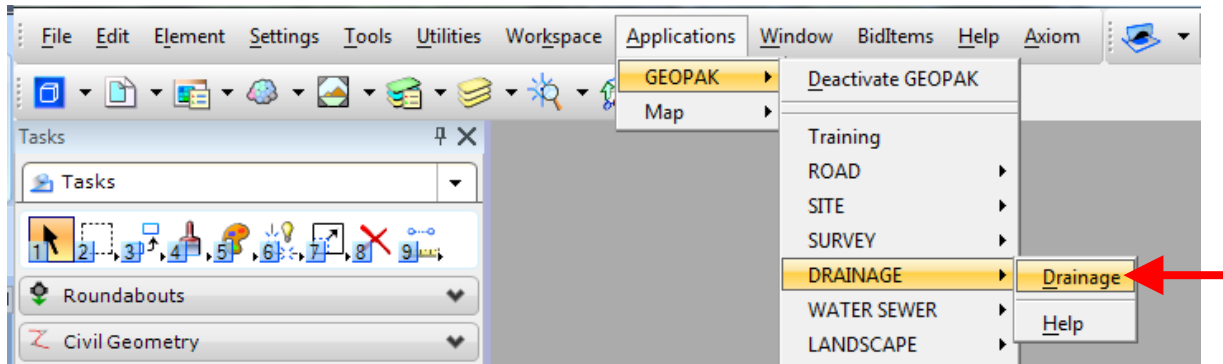 File Edit Element Settings Tools Utilities Workspace Applications Window BidItems Help Axiom
GEOPAK
Map
Deactivate GEOPAK
Training
ROAD
SITE
SURVEY
DRAINAGE
WATER SEWER
LANDSCAPE
Drainage
Help
Tasks
Tasks
1 2 3 4 5 6 7 8 9
Roundabouts
Civil Geometry